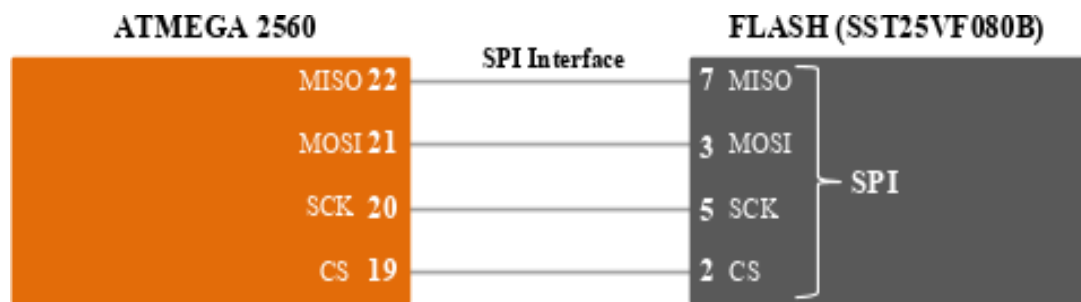 ATMEGA 2560
FLASH (SST25VF080B)
SPI Interface
MISO 22
7 MISO
MOSI 21
3 MOSI
SPI
SCK 20
5 SCK
CS 19
2 CS